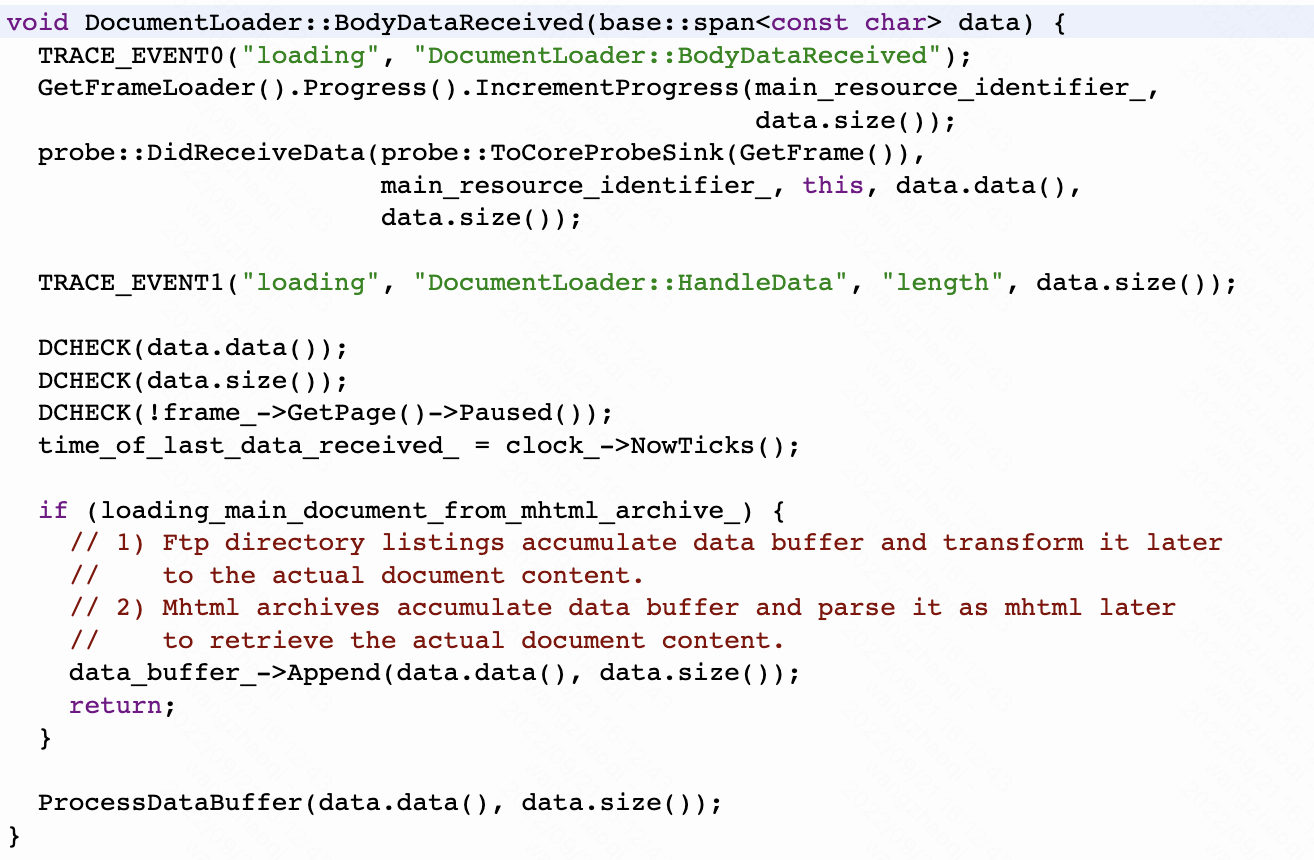 void DocumentLoader::BodyDataReceived(base::span<const char> data) {
  TRACE_EVENT0("loading", "DocumentLoader::BodyDataReceived");
  GetFrameLoader().Progress().IncrementProgress(main_resource_identifier_,
                                                data.size());
  probe::DidReceiveData(probe::ToCoreProbeSink(GetFrame()),
                        main_resource_identifier_, this, data.data(),
                        data.size());

  TRACE_EVENT1("loading", "DocumentLoader::HandleData", "length", data.size());

  DCHECK(data.data());
  DCHECK(data.size());
  DCHECK(!frame_->GetPage()->Paused());
  time_of_last_data_received_ = clock_->NowTicks();

  if (loading_main_document_from_mhtml_archive_) {
    // 1) Ftp directory listings accumulate data buffer and transform it later
    //    to the actual document content.
    // 2) Mhtml archives accumulate data buffer and parse it as mhtml later
    //    to retrieve the actual document content.
    data_buffer_->Append(data.data(), data.size());
    return;
  }

  ProcessDataBuffer(data.data(), data.size());
}